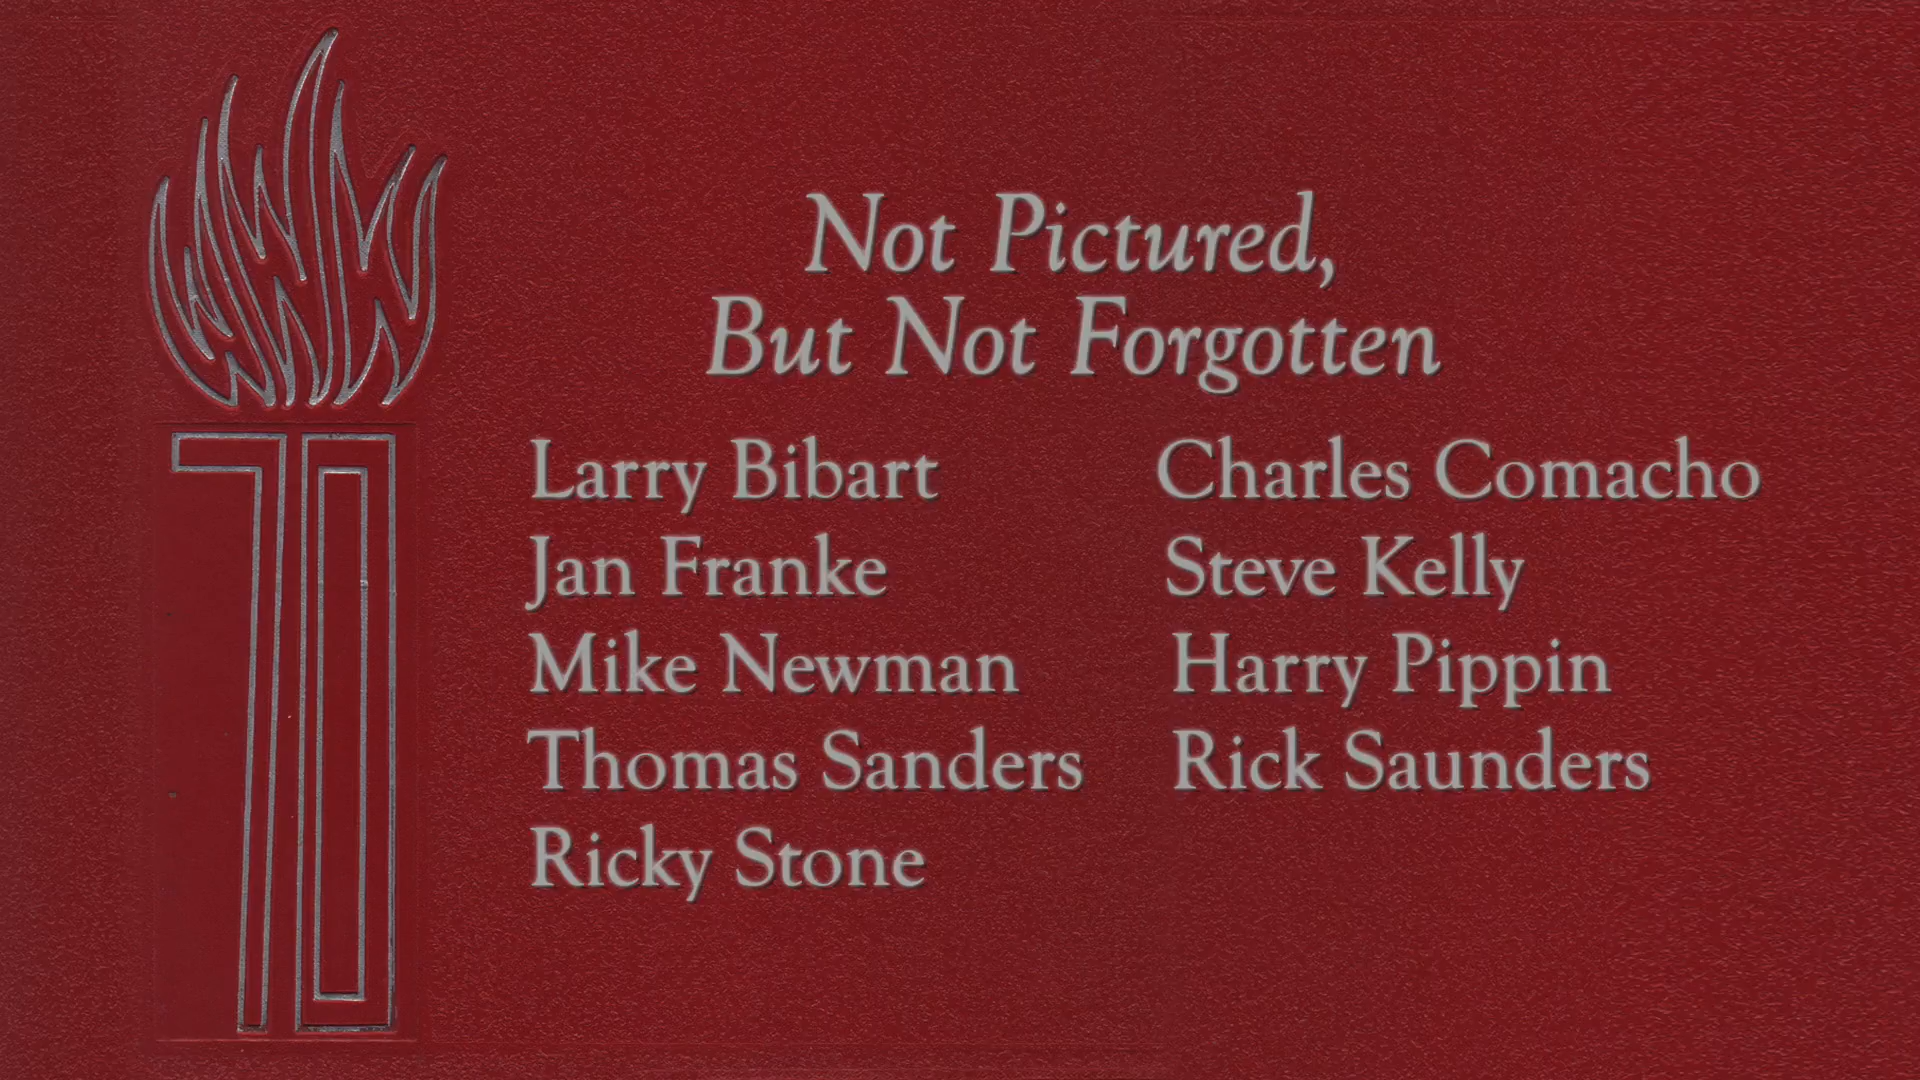 70
Not Pictured,
But Not Forgotten
Larry Bibart
Charles Comacho
Jan Franke
Steve Kelly
Mike Newman
Harry Pippin
Thomas Sanders
Rick Saunders
Ricky Stone